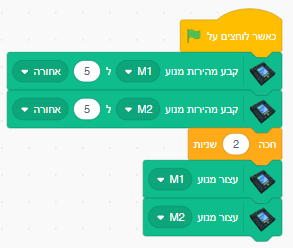 כאשר לוחצים על
קבע מהירות מנוע M1 ל 5 אחורה
קבע מהירות מנוע M2 ל 5 אחורה
חכה 2 שניות
עצור מנוע M1
עצור מנוע M2